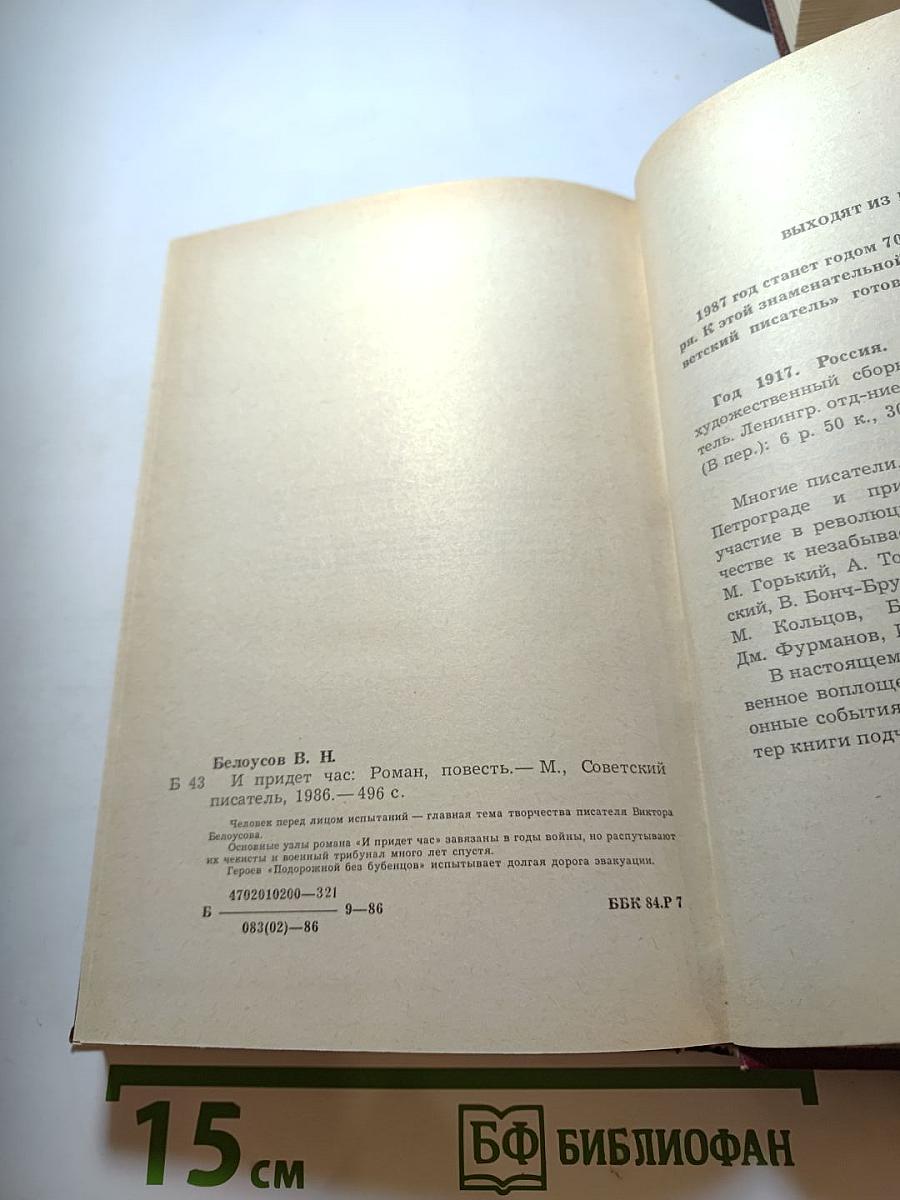 Белоусов В. Н.
Б 43 И придет час: Роман, повесть.— М., Советский
писатель, 1986.— 496 с.
Человек перед лицом испытаний — главная тема творчества писателя Виктора
Белоусова.
Основные узлы романа «И придет час» завязаны в годы войны, но распутывают
их чекисты и военный трибунал много лет спустя.
Героев «Подорожной без бубенцов» испытывает долгая дорога эвакуации.
4702010200—321
Б 9—86
083(02)—86
ББК 84.Р 7
ВЫХОДЯТ ИЗ
1987 год станет годом 70
ря. К этой знаменательной
ветский писатель» готов
Год 1917. Россия.
художественный сборн
тель. Ленингр. отд-ние
(В пер.): 6 р. 50 к., 30
Многие писатели
Петрограде и при
участие в революц
честве к незабыва
М. Горький, А. То
ский, В. Бонч-Бру
М. Кольцов, Б
Дм. Фурманов,
В настоящем
венное воплоще
онные события
тер книги подч
15 см
БФ БИБЛИОФАН